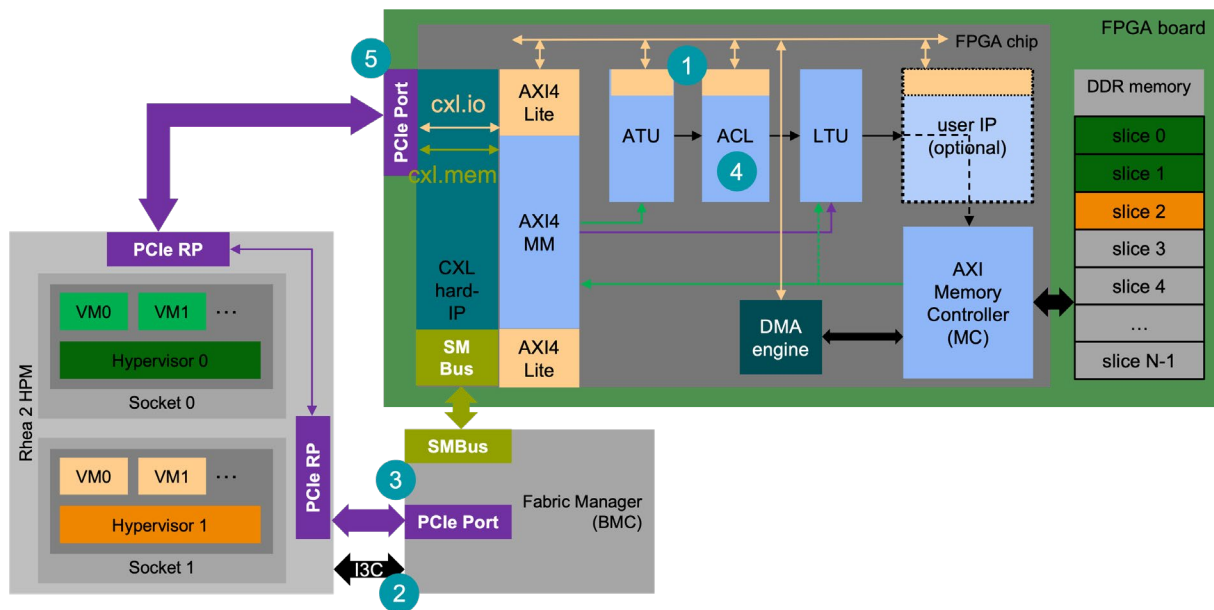 FPGA board
FPGA chip
5
1
PCIe Port
cxl.io
cxl.mem
CXL
hard-
IP
SM
Bus
AXI4
Lite
AXI4
MM
AXI4
Lite
ATU
ACL
4
LTU
user IP
(optional)
DMA
engine
AXI
Memory
Controller
(MC)
DDR memory
slice 0
slice 1
slice 2
slice 3
slice 4
...
slice N-1
Rhea 2 HPM
PCIe RP
VM0
VM1
...
Hypervisor 0
Socket 0
VM0
VM1
...
Hypervisor 1
Socket 1
PCIe RP
SMBus
3
Fabric Manager
(BMC)
PCIe Port
I3C
2